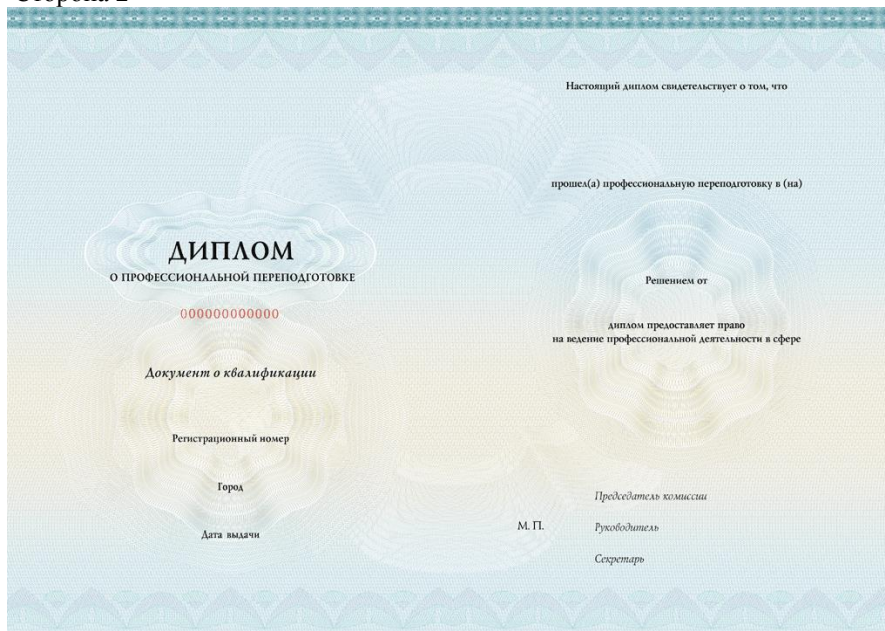 Сторона 2
ДИПЛОМ
О ПРОФЕССИОНАЛЬНОЙ ПЕРЕПОДГОТОВКЕ
000000000000
Документ о квалификации
Регистрационный номер
Город
Дата выдачи
Настоящий диплом свидетельствует о том, что
прошел(а) профессиональную переподготовку в (на)
Решением от
диплом предоставляет право
на ведение профессиональной деятельности в сфере
М. П.
Председатель комиссии
Руководитель
Секретарь